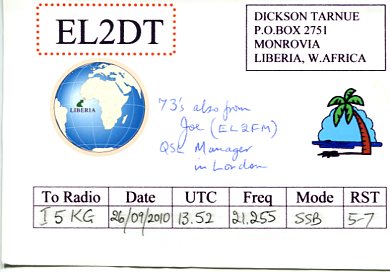 EL2DT
DICKSON TARNUE
P.O.BOX 2751
MONROVIA
LIBERIA, W.AFRICA
LIBERIA
73's also from
Joe (EL2FM)
QSL Manager
in London
To Radio Date UTC Freq Mode RST
I5KG 26/09/2010 13.52 21.255 SSB 5-7